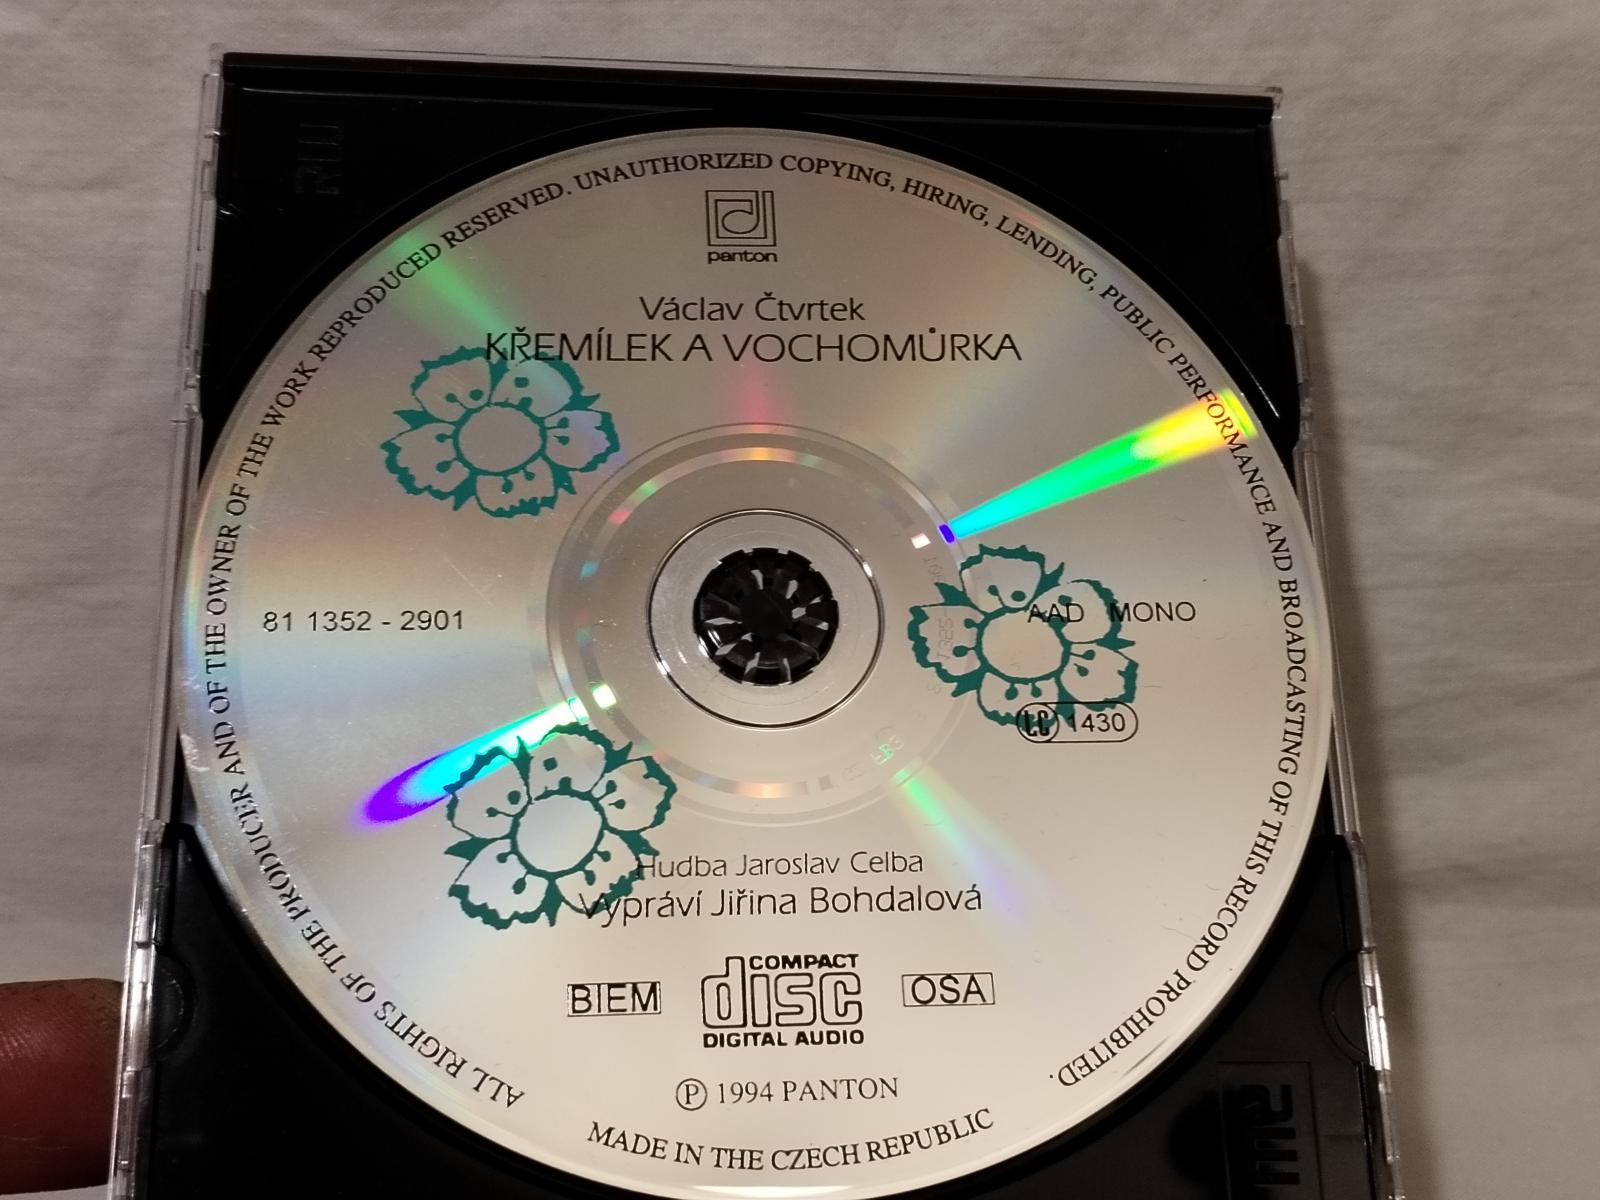 ALL RIGHTS OF THE PRODUCER AND OF THE OWNER OF THE WORK REPRODUCED RESERVED. UNAUTHORIZED COPYING, HIRING, LENDING, PUBLIC PERFORMANCE AND BROADCASTING OF THIS RECORD PROHIBITED.
panton
Václav Čtvrtek
KŘEMÍLEK A VOCHOMŮRKA
81 1352 - 2901
AAD MONO
LC 1430
Hudba Jaroslav Celba
Vypráví Jiřina Bohdalová
BIEM
COMPACT
disc
DIGITAL AUDIO
OSA
Ⓟ 1994 PANTON
MADE IN THE CZECH REPUBLIC